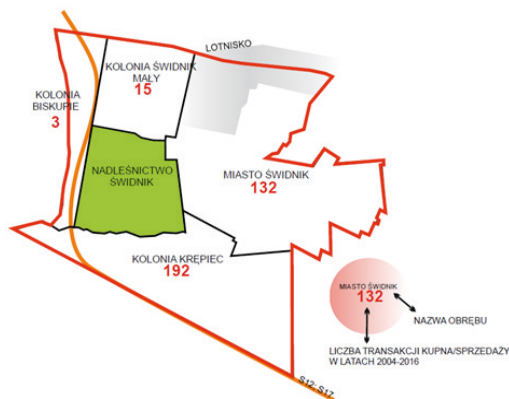 LOTNISKO
KOLONIA ŚWIDNIK
MAŁY
15
KOLONIA
BISKUPIE
3
NADLEŚNICTWO
ŚWIDNIK
MIASTO ŚWIDNIK
132
KOLONIA KRĘPIEC
192
MIASTO ŚWIDNIK
132
NAZWA OBRĘBU
LICZBA TRANSAKCJI KUPNA/SPRZEDAŻY
W LATACH 2004-2016
S12, S17